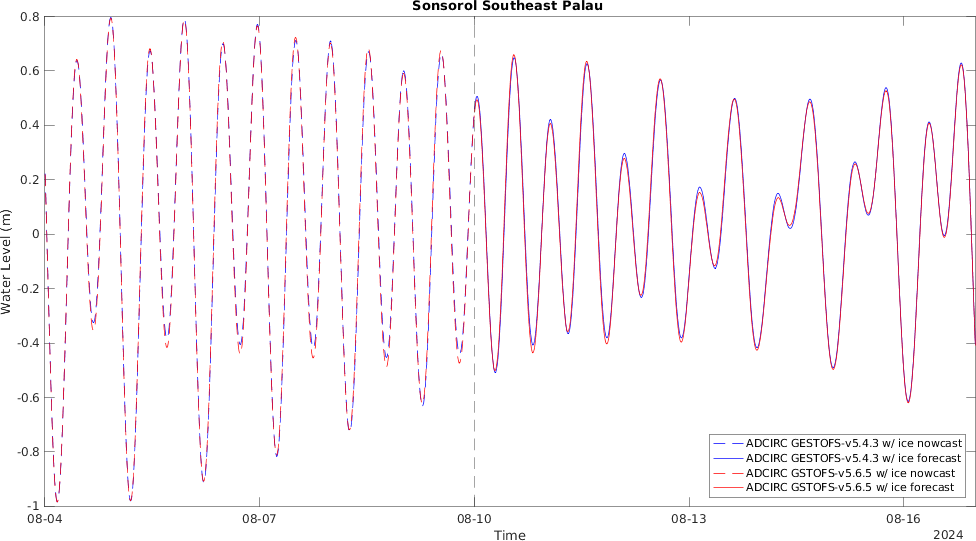 Sonsorol Southeast Palau
0.8
0.6
0.4
0.2
0
-0.2
-0.4
-0.6
-0.8
-1
Water Level (m)
ADCIRC GESTOFS-v5.4.3 w/ ice nowcast
ADCIRC GESTOFS-v5.4.3 w/ ice forecast
ADCIRC GSTOFS-v5.6.5 w/ ice nowcast
ADCIRC GSTOFS-v5.6.5 w/ ice forecast
08-04
08-07
08-10
08-13
08-16
Time
2024